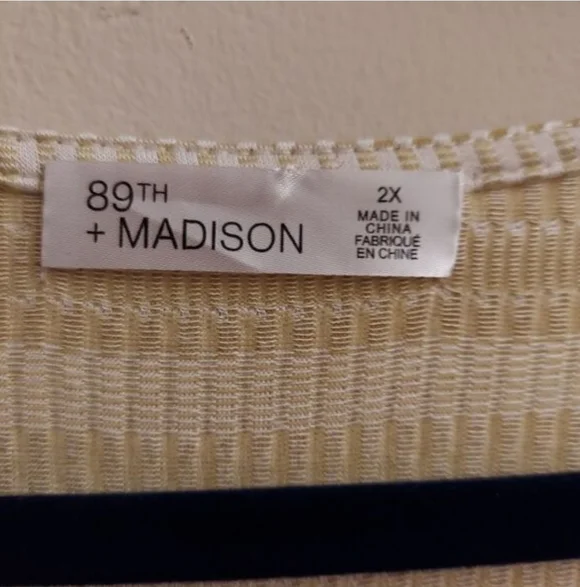 89TH
+ MADISON
2X
MADE IN
CHINA
FABRIQUÉ
EN CHINE